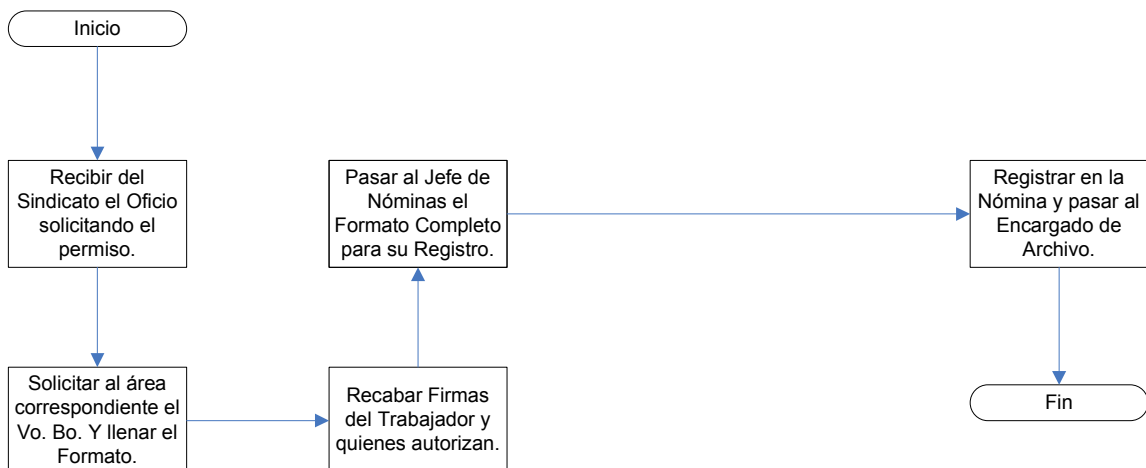 Inicio
Recibir del
Sindicato el Oficio
solicitando el
permiso.
Solicitar al área
correspondiente el
Vo. Bo. Y llenar el
Formato.
Recabar Firmas
del Trabajador y
quienes autorizan.
Pasar al Jefe de
Nóminas el
Formato Completo
para su Registro.
Registrar en la
Nómina y pasar al
Encargado de
Archivo.
Fin